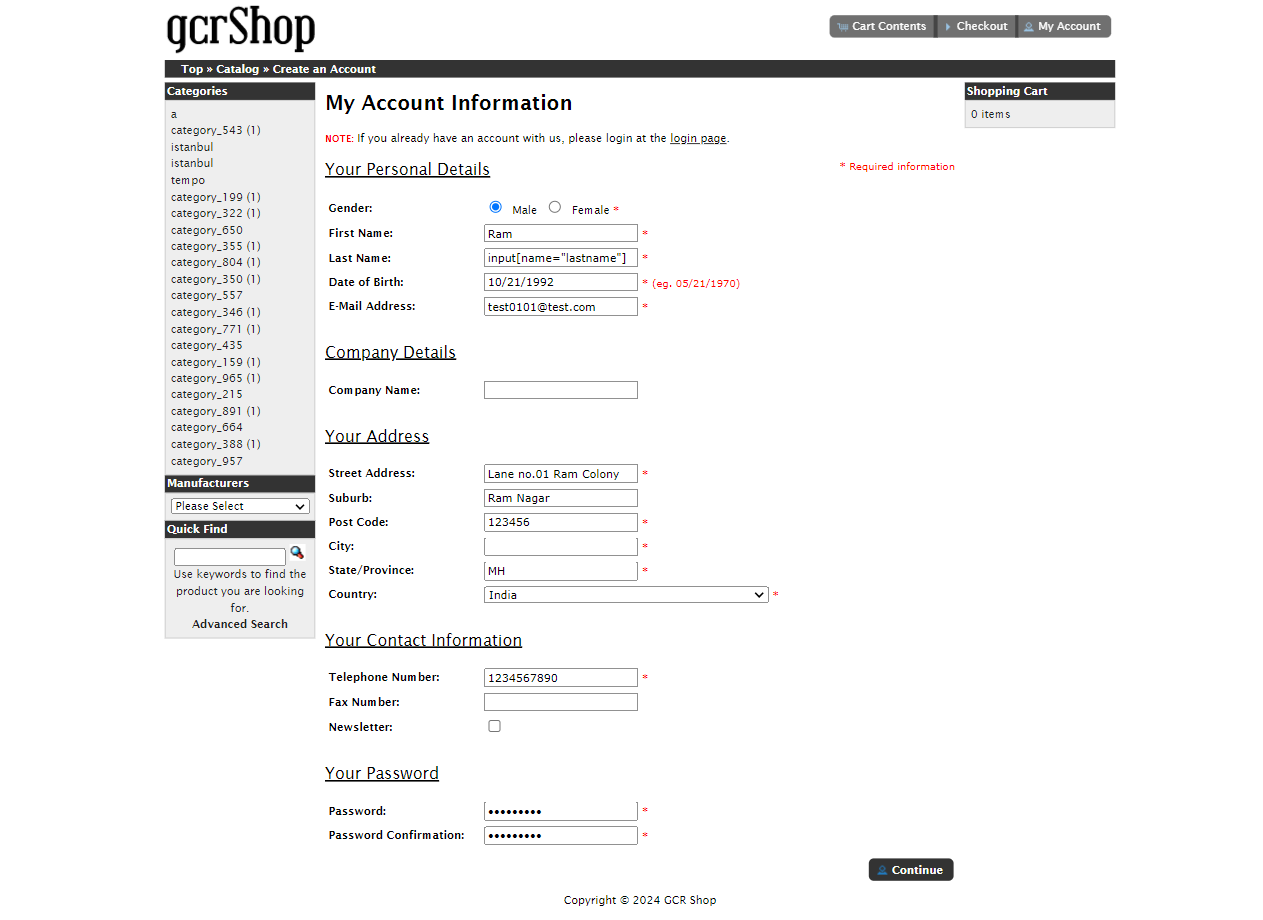 gcrShop
Cart Contents Checkout My Account
Top » Catalog » Create an Account
Categories
a
category_543 (1)
istanbul
istanbul
tempo
category_199 (1)
category_322 (1)
category_650
category_355 (1)
category_804 (1)
category_350 (1)
category_557
category_346 (1)
category_771 (1)
category_435
category_159 (1)
category_965 (1)
category_215
category_891 (1)
category_664
category_388 (1)
category_957
Manufacturers
Please Select
Quick Find
Use keywords to find the
product you are looking
for.
Advanced Search
My Account Information
NOTE: If you already have an account with us, please login at the login page.
Your Personal Details
* Required information
Gender: Male Female *
First Name: Ram *
Last Name: input[name="lastname"] *
Date of Birth: 10/21/1992 * (eg. 05/21/1970)
E-Mail Address: test0101@test.com *
Company Details
Company Name:
Your Address
Street Address: Lane no.01 Ram Colony *
Suburb: Ram Nagar
Post Code: 123456 *
City: *
State/Province: MH *
Country: India *
Your Contact Information
Telephone Number: 1234567890 *
Fax Number:
Newsletter:
Your Password
Password: ••••••••• *
Password Confirmation: ••••••••• *
Continue
Shopping Cart
0 items
Copyright © 2024 GCR Shop